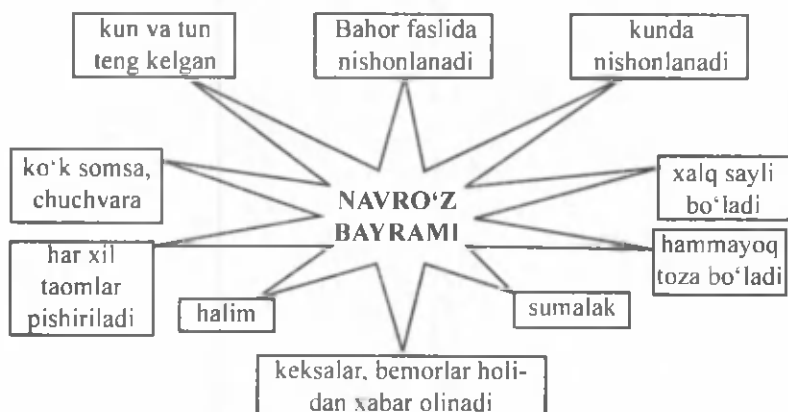 kun va tun
teng kelgan
Bahor faslida
nishonlanadi
kunda
nishonlanadi
ko‘k somsa,
chuchvara
NAVRO‘Z
BAYRAMI
xalq sayli
bo‘ladi
har xil
taomlar
pishiriladi
hammayoq
toza bo‘ladi
halim
sumalak
keksalar, bemorlar holi-
dan xabar olinadi